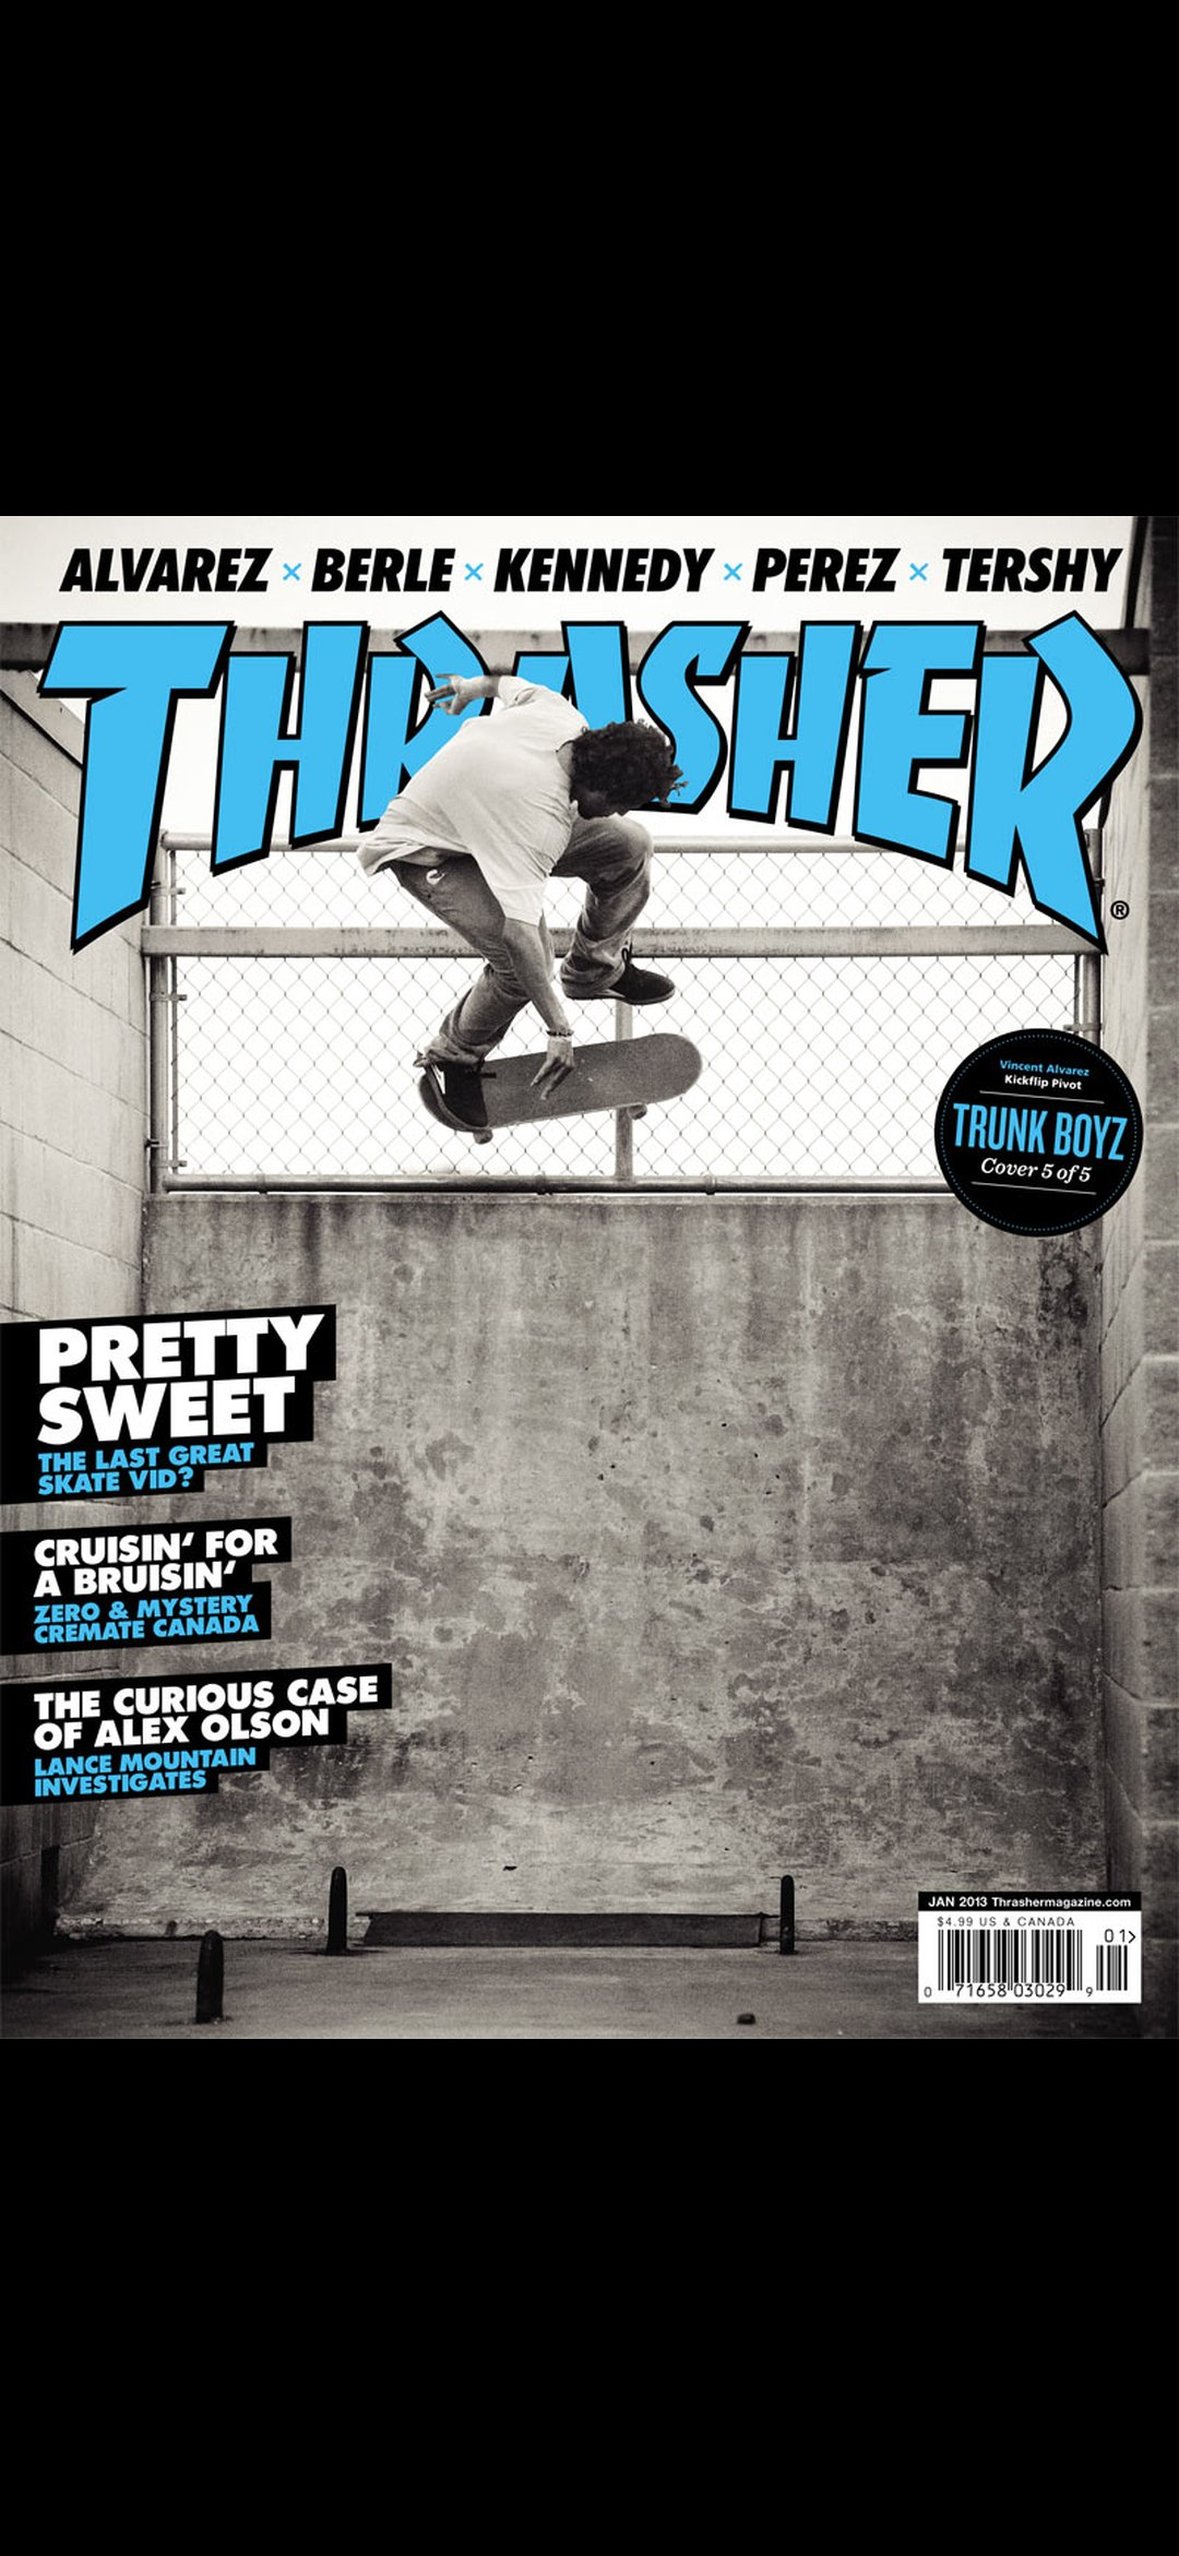 ALVAREZ × BERLE × KENNEDY × PEREZ × TERSHY
THRASHER®
Vincent Alvarez
Kickflip Pivot
TRUNK BOYZ
Cover 5 of 5
PRETTY
SWEET
THE LAST GREAT
SKATE VID?
CRUISIN‘ FOR
A BRUISIN‘
ZERO & MYSTERY
CREMATE CANADA
THE CURIOUS CASE
OF ALEX OLSON
LANCE MOUNTAIN
INVESTIGATES
JAN 2013 Thrashermagazine.com
$4.99 US & CANADA
01>
0 71658 03029 9